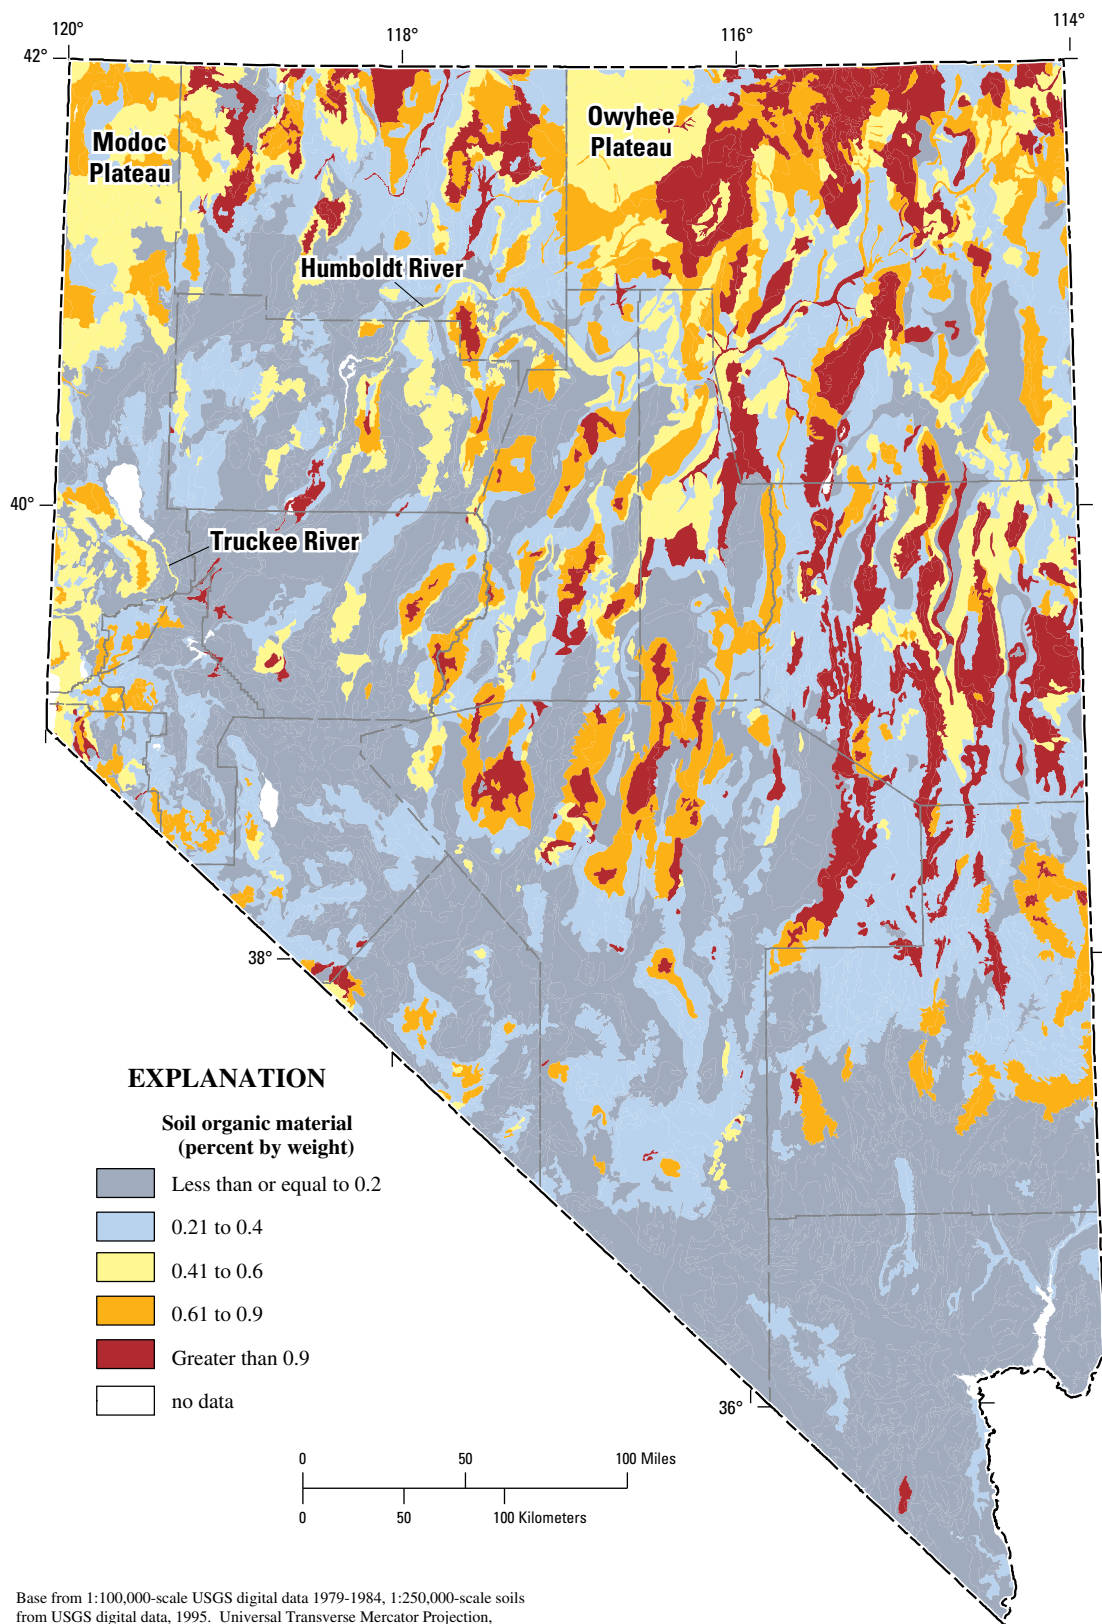 120°
118°
116°
114°
42°
Modoc
Plateau
Owyhee
Plateau
Humboldt River
40°
Truckee River
38°
36°
EXPLANATION
Soil organic material
(percent by weight)
Less than or equal to 0.2
0.21 to 0.4
0.41 to 0.6
0.61 to 0.9
Greater than 0.9
no data
0 50 100 Miles
0 50 100 Kilometers
Base from 1:100,000-scale USGS digital data 1979-1984, 1:250,000-scale soils
from USGS digital data, 1995. Universal Transverse Mercator Projection,